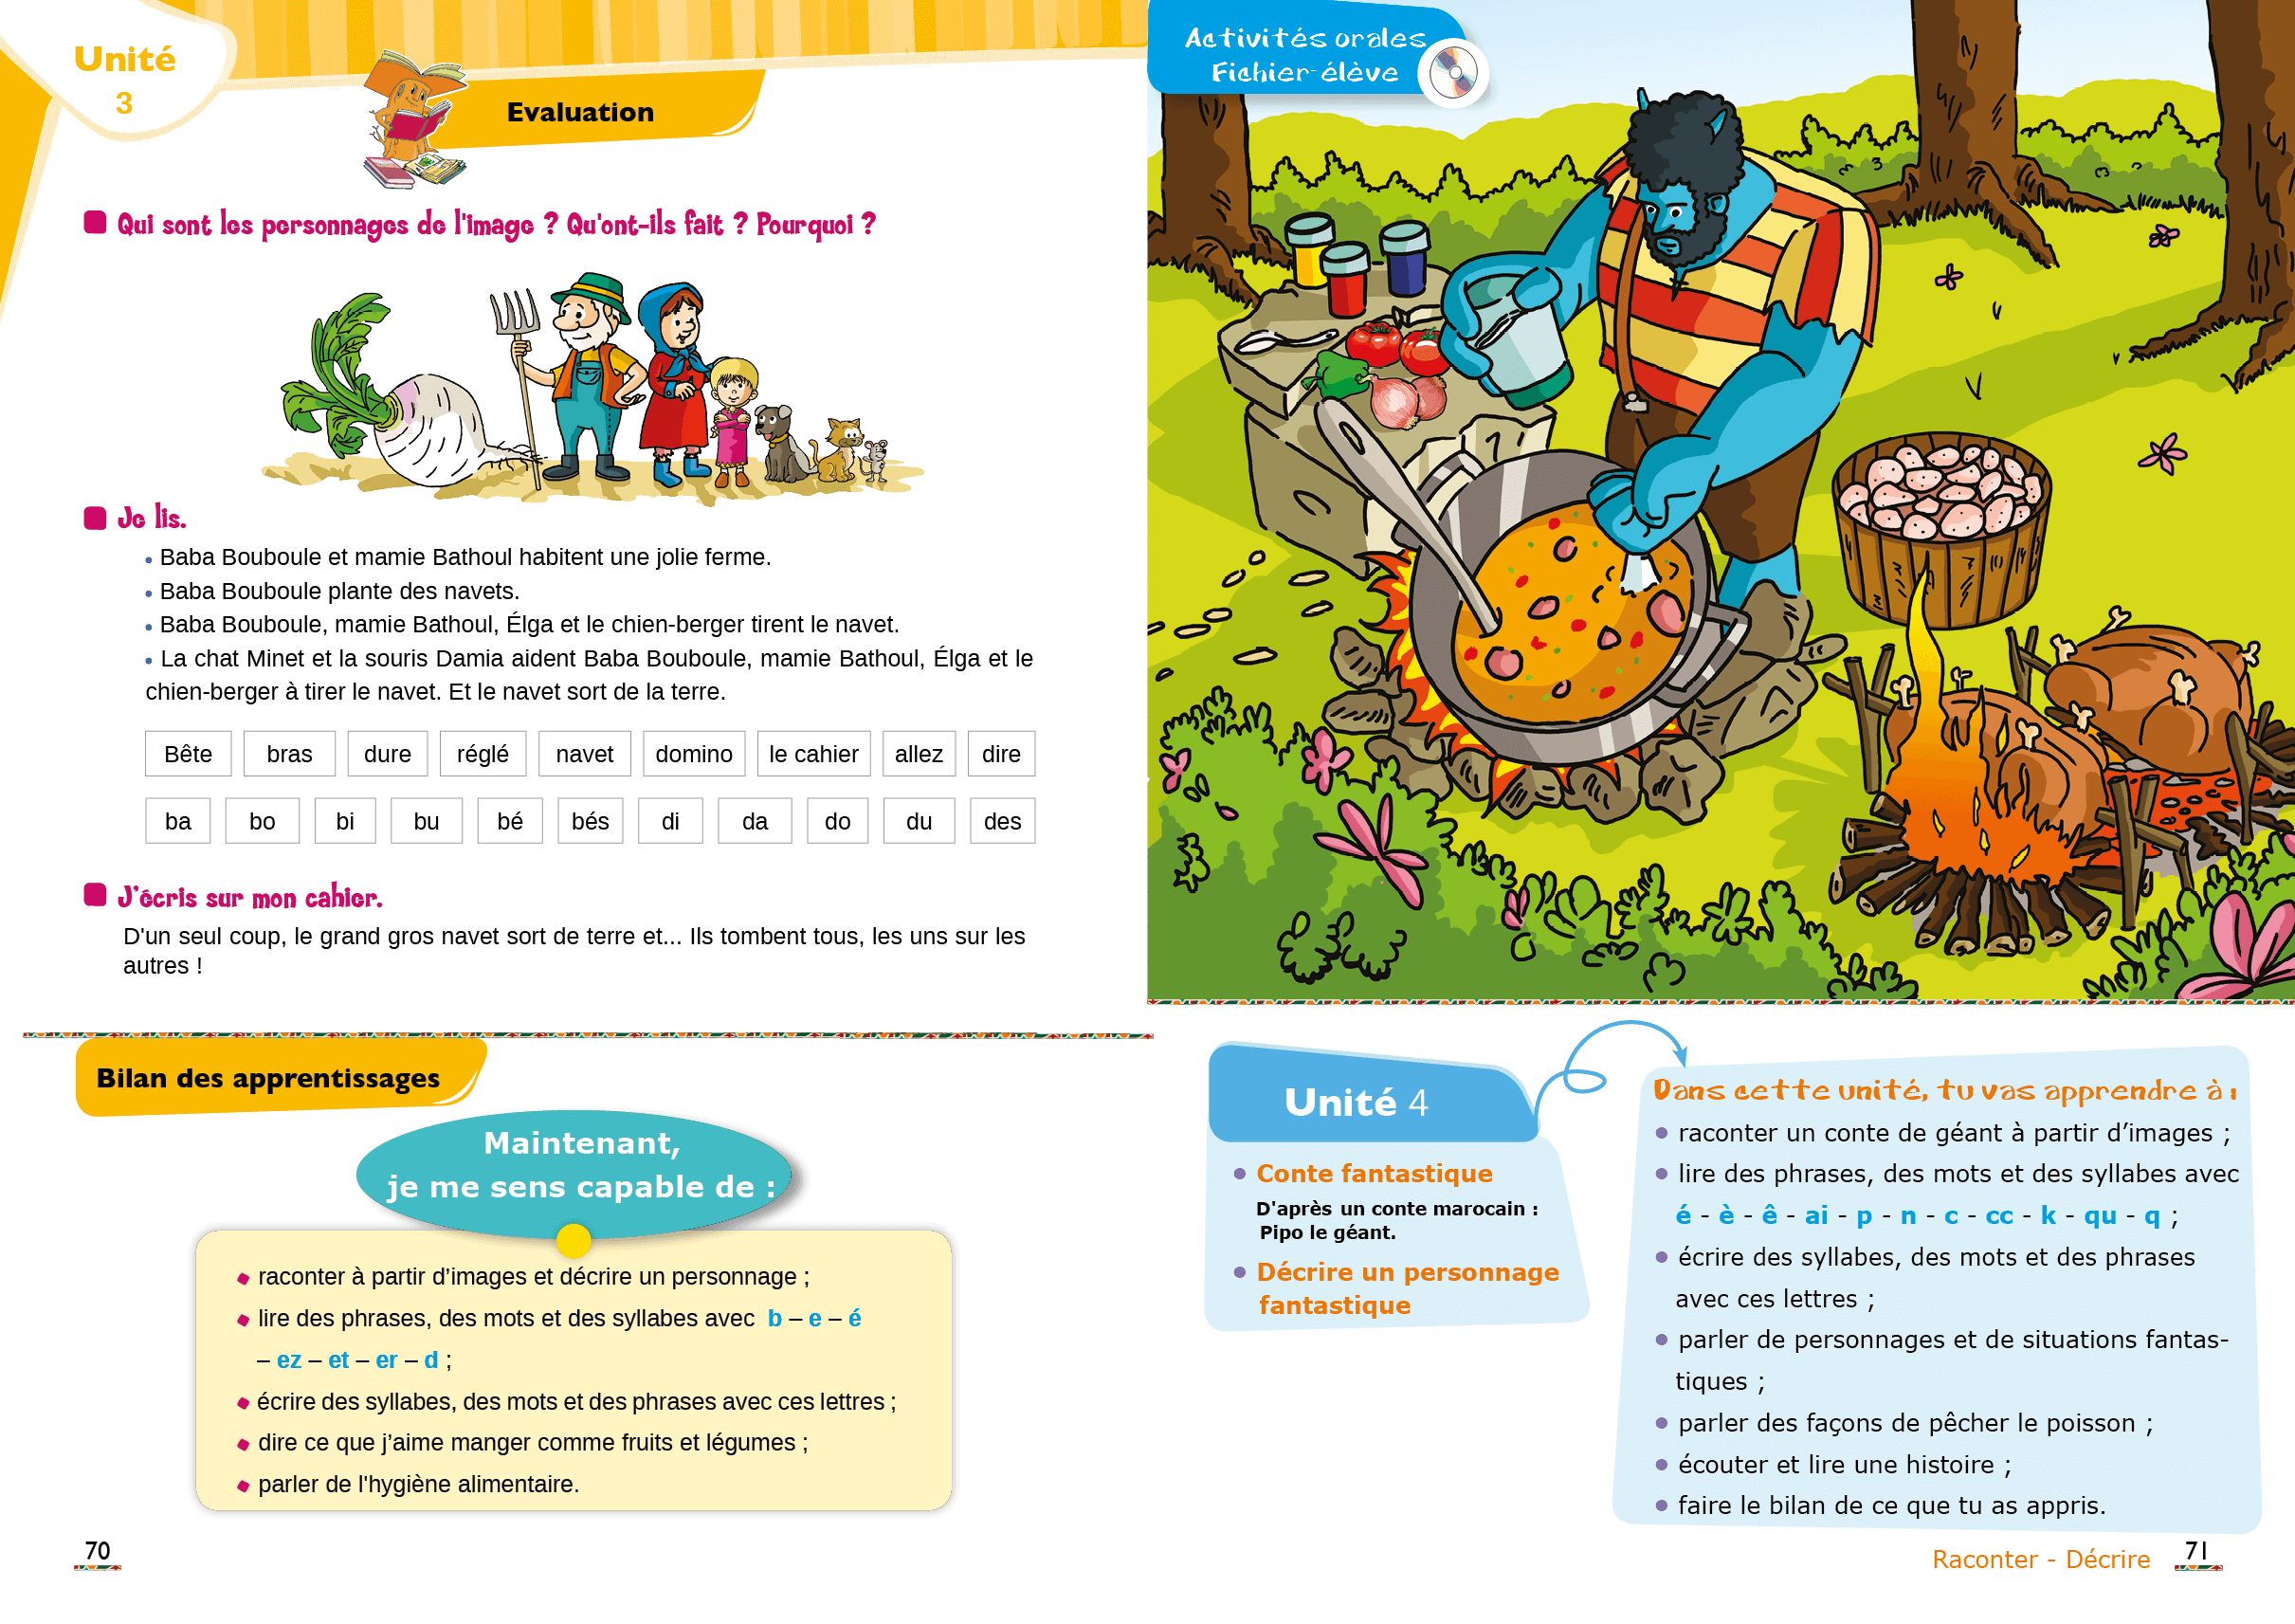 Unité
3
Evaluation
Qui sont les personnages de l'image ? Qu'ont-ils fait ? Pourquoi ?
Je lis.
• Baba Bouboule et mamie Bathoul habitent une jolie ferme.
• Baba Bouboule plante des navets.
• Baba Bouboule, mamie Bathoul, Élga et le chien-berger tirent le navet.
• La chat Minet et la souris Damia aident Baba Bouboule, mamie Bathoul, Élga et le
chien-berger à tirer le navet. Et le navet sort de la terre.
Bête bras dure réglé navet domino le cahier allez dire
ba bo bi bu bé bés di da do du des
J'écris sur mon cahier.
D'un seul coup, le grand gros navet sort de terre et... Ils tombent tous, les uns sur les
autres !
Bilan des apprentissages
Maintenant,
je me sens capable de :
raconter à partir d'images et décrire un personnage ;
lire des phrases, des mots et des syllabes avec b – e – é
– ez – et – er – d ;
écrire des syllabes, des mots et des phrases avec ces lettres ;
dire ce que j'aime manger comme fruits et légumes ;
parler de l'hygiène alimentaire.
70
Activités orales
Fichier-élève
Unité 4
• Conte fantastique
D'après un conte marocain :
Pipo le géant.
• Décrire un personnage
fantastique
Dans cette unité, tu vas apprendre à :
• raconter un conte de géant à partir d'images ;
• lire des phrases, des mots et des syllabes avec
é - è - ê - ai - p - n - c - cc - k - qu - q ;
• écrire des syllabes, des mots et des phrases
avec ces lettres ;
• parler de personnages et de situations fantas-
tiques ;
• parler des façons de pêcher le poisson ;
• écouter et lire une histoire ;
• faire le bilan de ce que tu as appris.
Raconter - Décrire
71